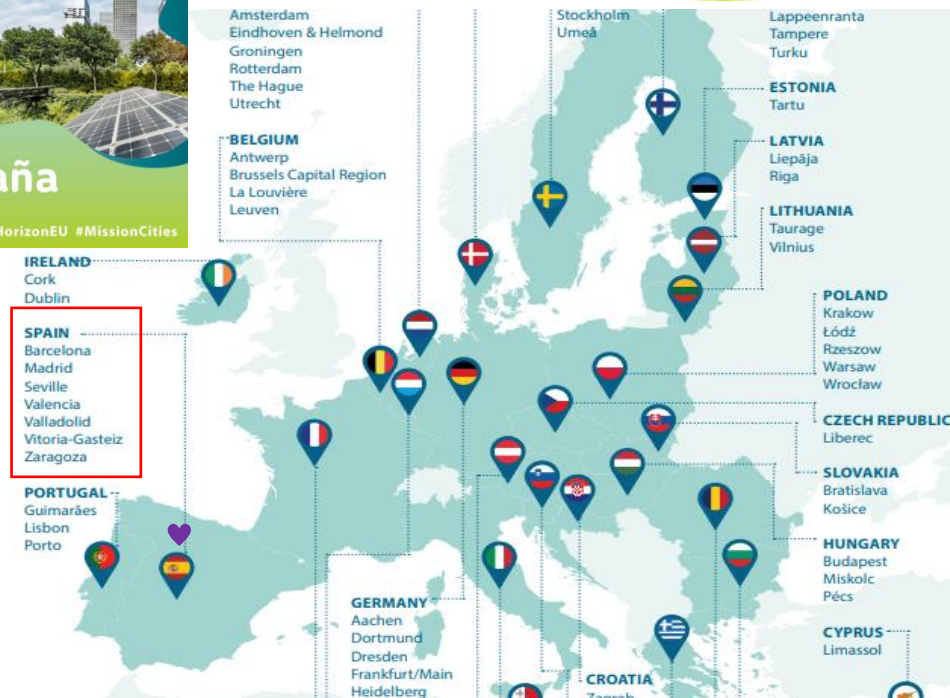 aña
HorizonEU #MissionCities
IRELAND
Cork
Dublin
SPAIN
Barcelona
Madrid
Seville
Valencia
Valladolid
Vitoria-Gasteiz
Zaragoza
PORTUGAL
Guimarães
Lisbon
Porto
Amsterdam
Eindhoven & Helmond
Groningen
Rotterdam
The Hague
Utrecht
BELGIUM
Antwerp
Brussels Capital Region
La Louvière
Leuven
GERMANY
Aachen
Dortmund
Dresden
Frankfurt/Main
Heidelberg
Stockholm
Umeå
CROATIA
Zagreb
Lappeenranta
Tampere
Turku
ESTONIA
Tartu
LATVIA
Liepāja
Riga
LITHUANIA
Taurage
Vilnius
POLAND
Krakow
Łódź
Rzeszow
Warsaw
Wrocław
CZECH REPUBLIC
Liberec
SLOVAKIA
Bratislava
Košice
HUNGARY
Budapest
Miskolc
Pécs
CYPRUS
Limassol